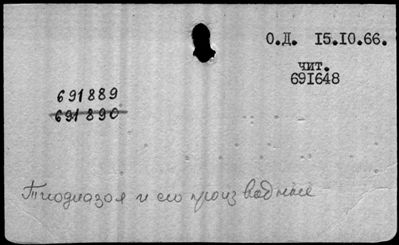 О.Д. 15.10.66.
чит.
691648
691889
691890
Тиодиазол и его производные